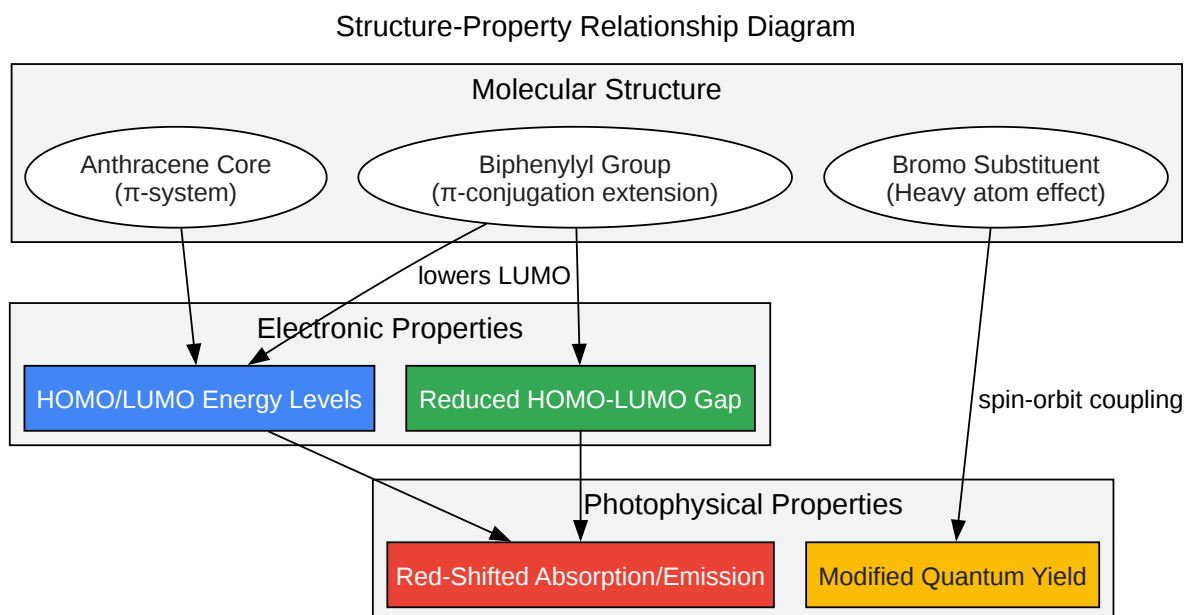 Structure-Property Relationship Diagram
Molecular Structure
Anthracene Core
(π-system)
Biphenylyl Group
(π-conjugation extension)
Bromo Substituent
(Heavy atom effect)
lowers LUMO
Electronic Properties
HOMO/LUMO Energy Levels
Reduced HOMO-LUMO Gap
spin-orbit coupling
Photophysical Properties
Red-Shifted Absorption/Emission
Modified Quantum Yield